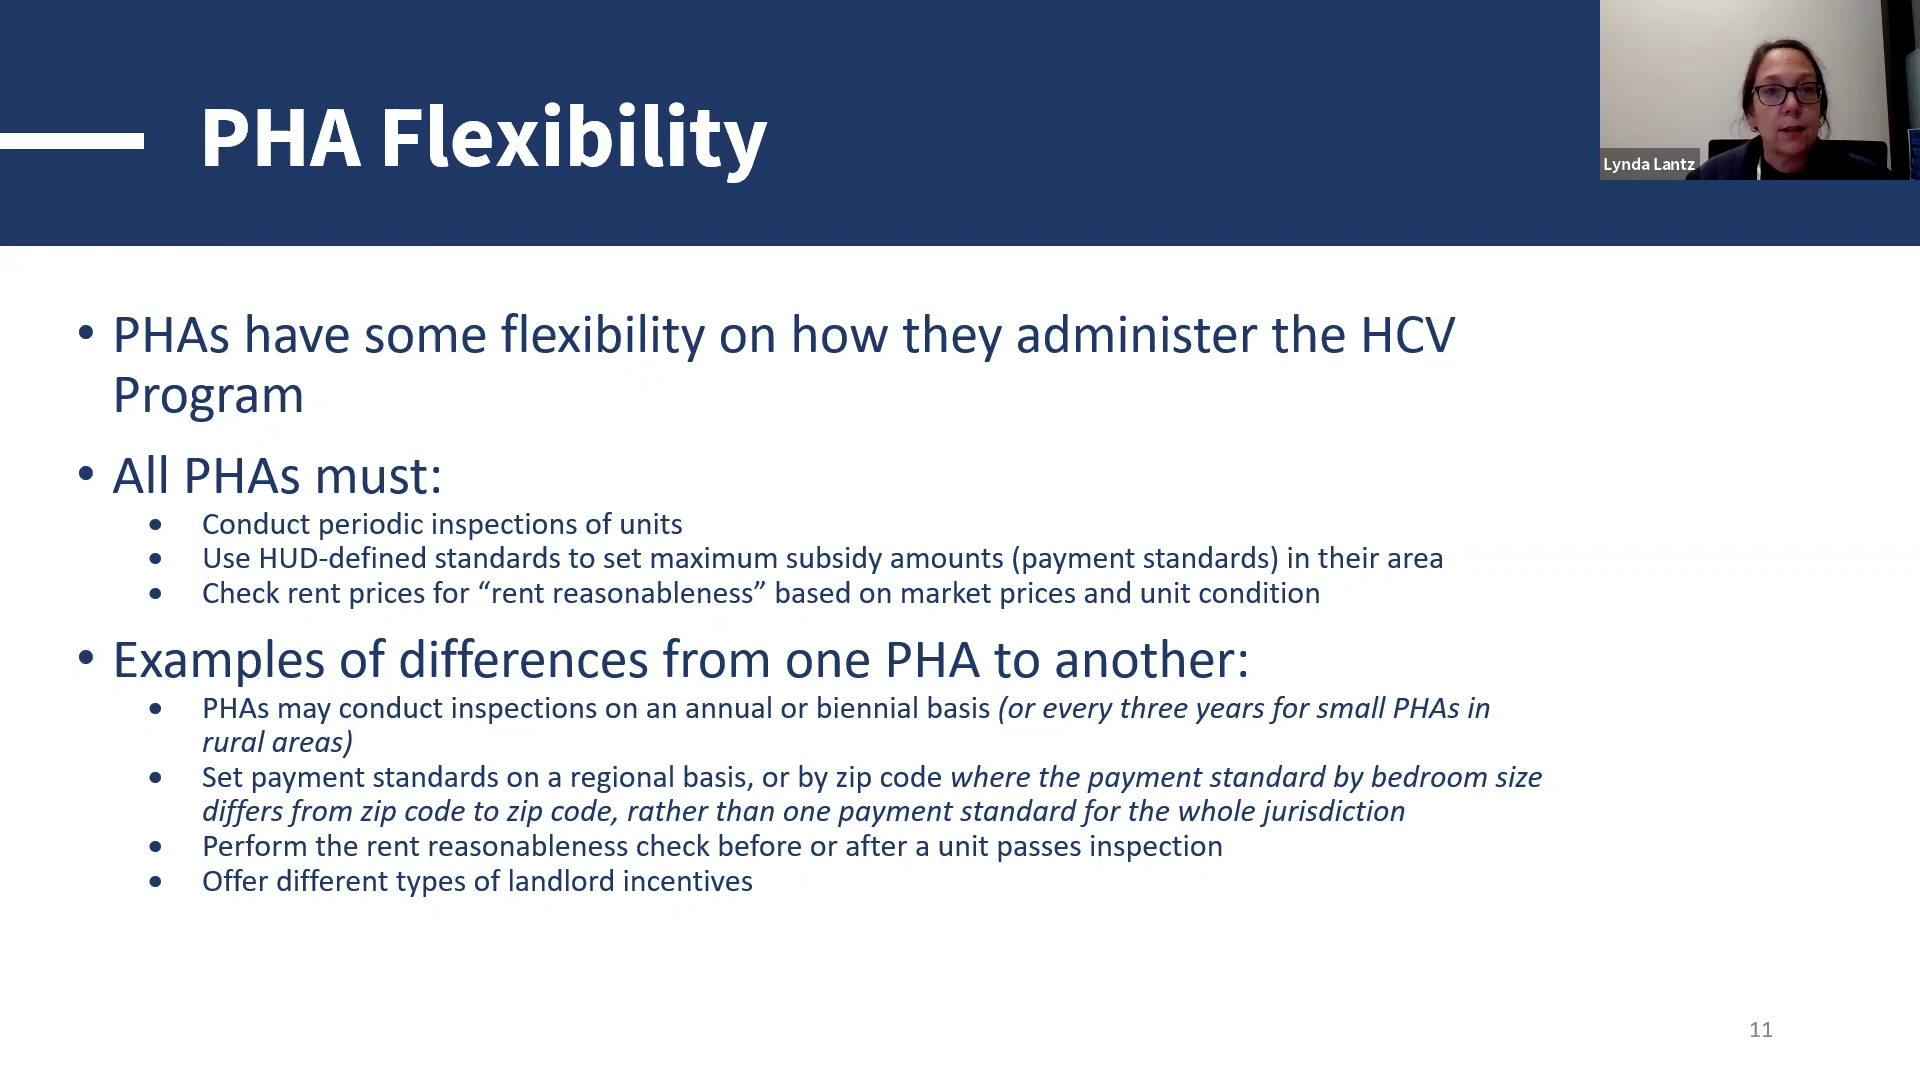 PHA Flexibility
Lynda Lantz
• PHAs have some flexibility on how they administer the HCV
Program
• All PHAs must:
• Conduct periodic inspections of units
• Use HUD-defined standards to set maximum subsidy amounts (payment standards) in their area
• Check rent prices for “rent reasonableness” based on market prices and unit condition
• Examples of differences from one PHA to another:
• PHAs may conduct inspections on an annual or biennial basis (or every three years for small PHAs in
rural areas)
• Set payment standards on a regional basis, or by zip code where the payment standard by bedroom size
differs from zip code to zip code, rather than one payment standard for the whole jurisdiction
• Perform the rent reasonableness check before or after a unit passes inspection
• Offer different types of landlord incentives
11